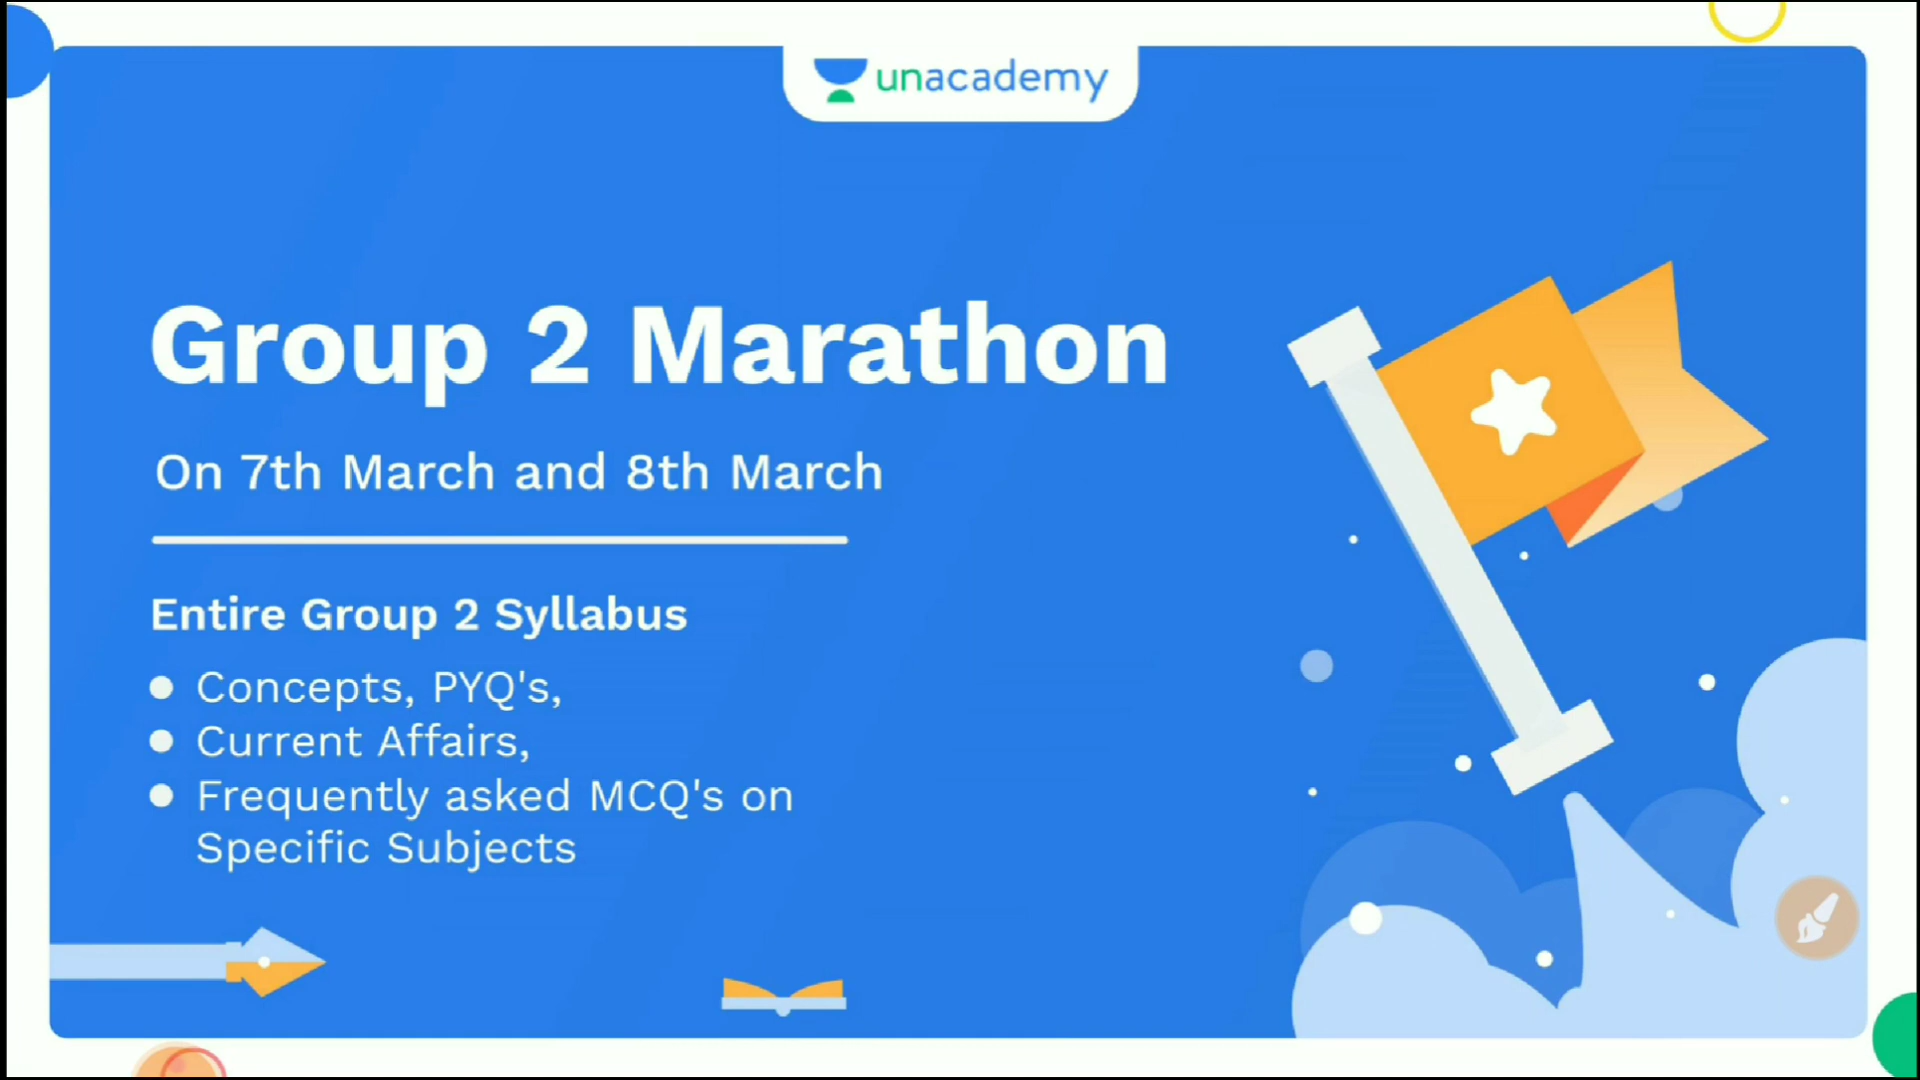 unacademy
Group 2 Marathon
On 7th March and 8th March
Entire Group 2 Syllabus
Concepts, PYQ's,
Current Affairs,
Frequently asked MCQ's on
Specific Subjects